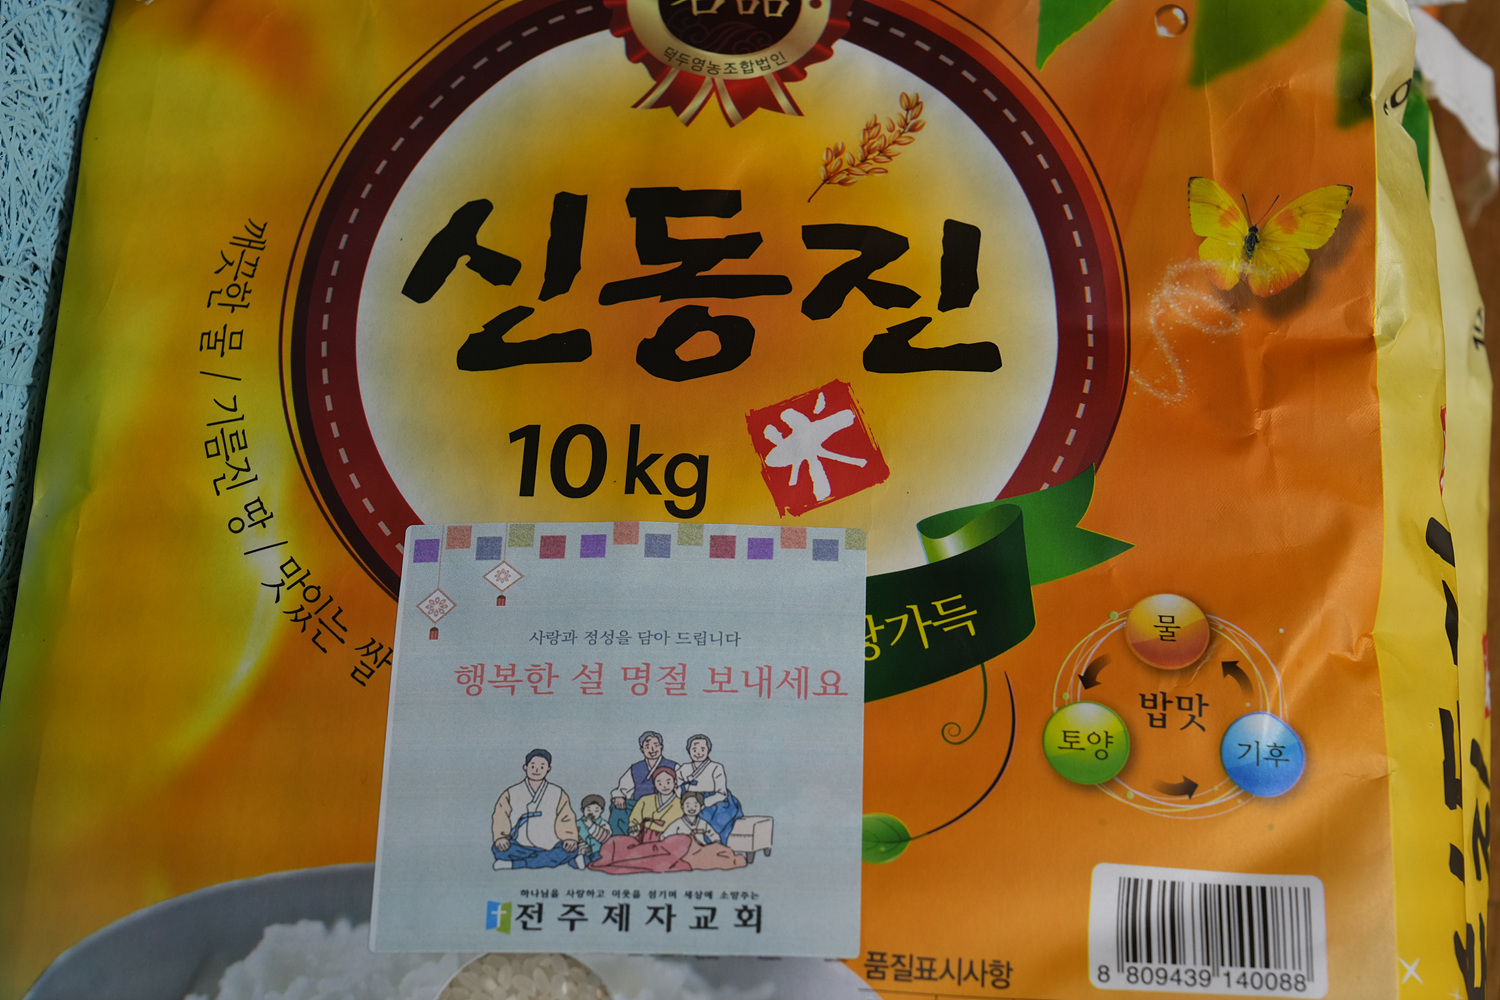 덕두영농조합법인
신동진
10kg
米
깨끗한 물 / 기름진 땅 / 맛있는 쌀
가득
물
밥맛
토양
기후
사랑과 정성을 담아 드립니다
행복한 설 명절 보내세요
하나님을 사랑하고 이웃을 섬기며 세상에 소망주는
전주제자교회
품질표시사항
8 809439 140088